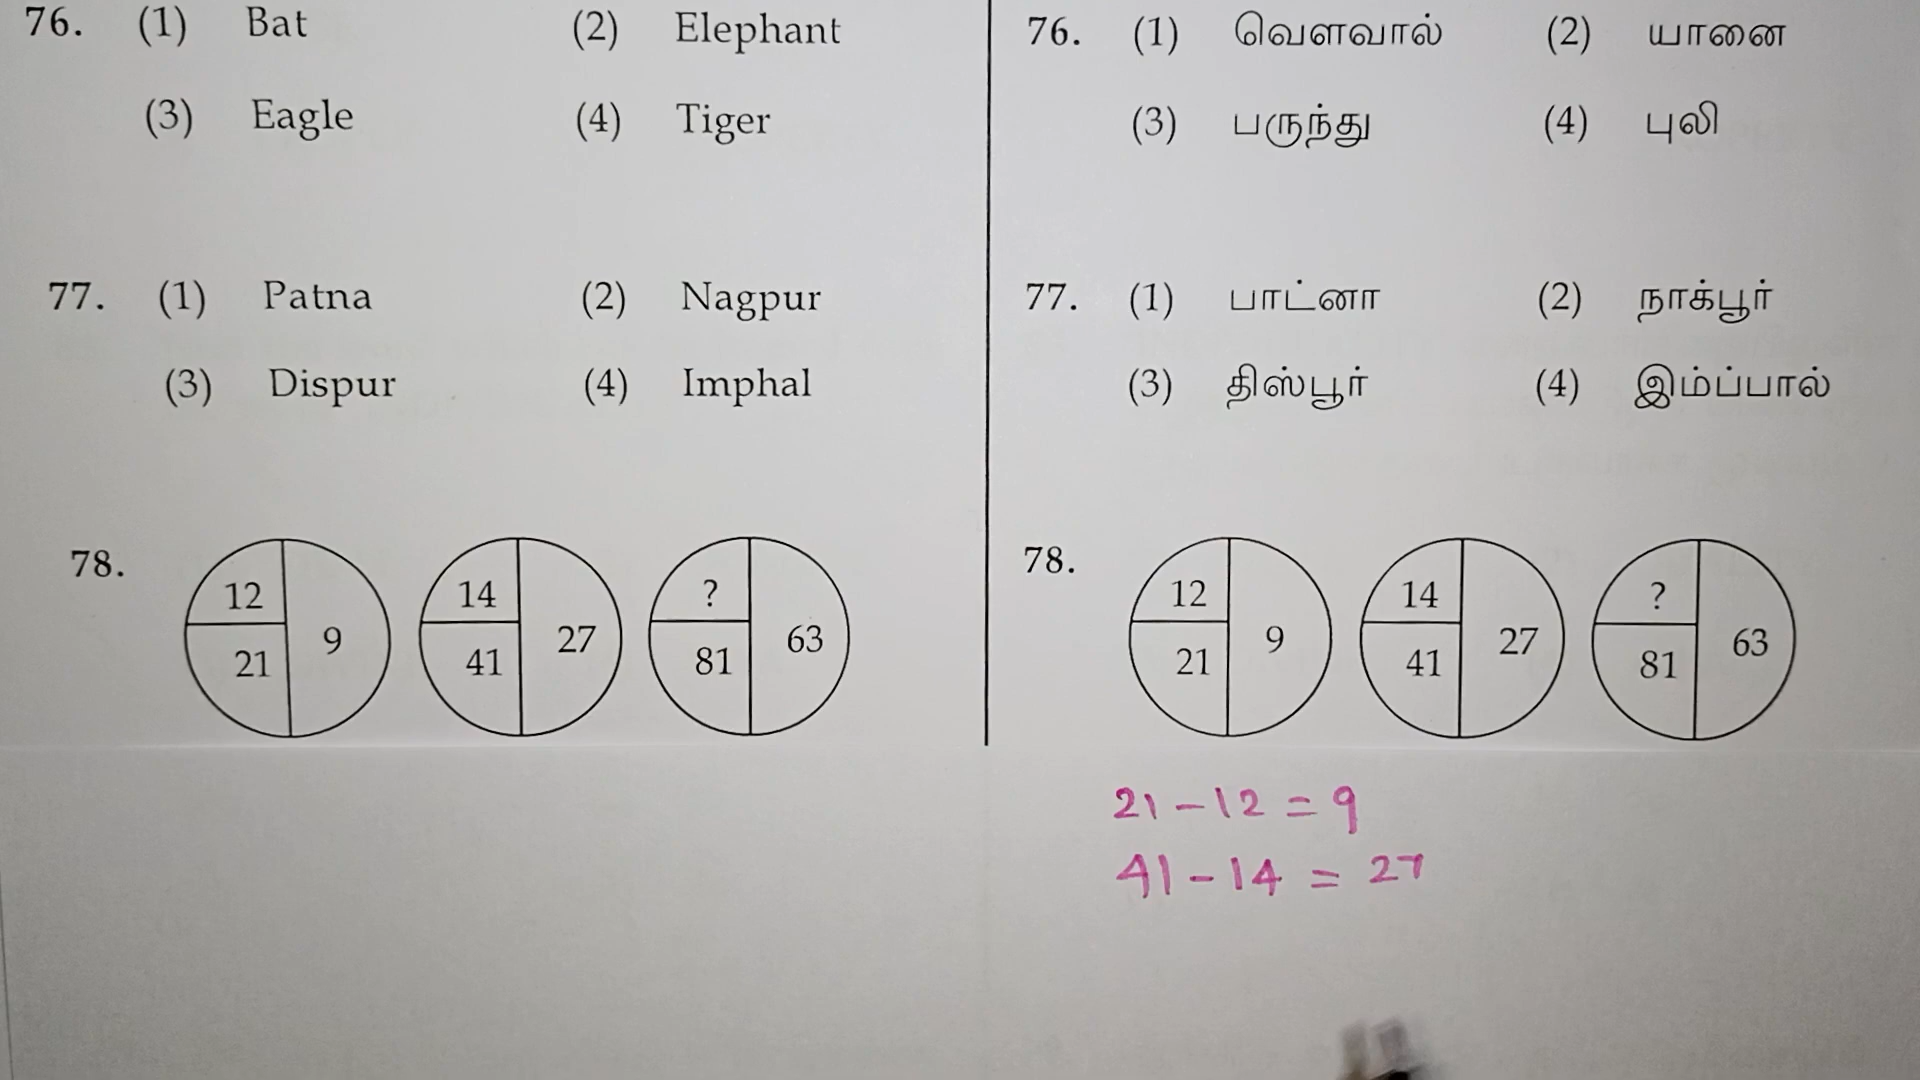 76. (1) Bat (2) Elephant
(3) Eagle (4) Tiger
77. (1) Patna (2) Nagpur
(3) Dispur (4) Imphal
78.
12 21 9
14 41 27
? 81 63
76. (1) வௌவால் (2) யானை
(3) பருந்து (4) புலி
77. (1) பாட்னா (2) நாக்பூர்
(3) திஸ்பூர் (4) இம்ப்பால்
78.
12 21 9
14 41 27
? 81 63
21 - 12 = 9
41 - 14 = 27